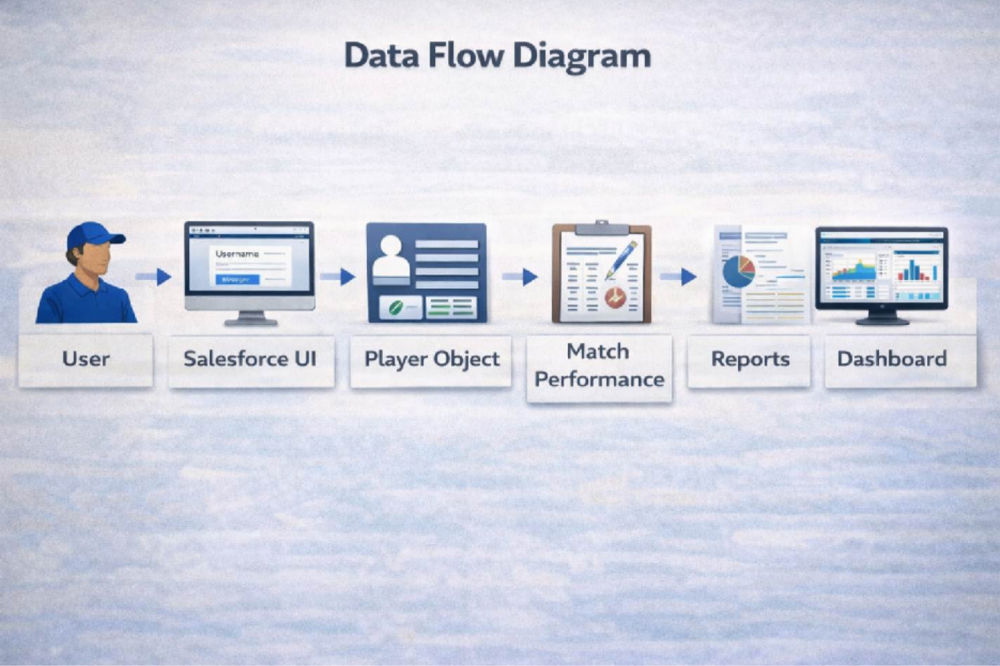 Data Flow Diagram
Username
User
Salesforce UI
Player Object
Match
Performance
Reports
Dashboard